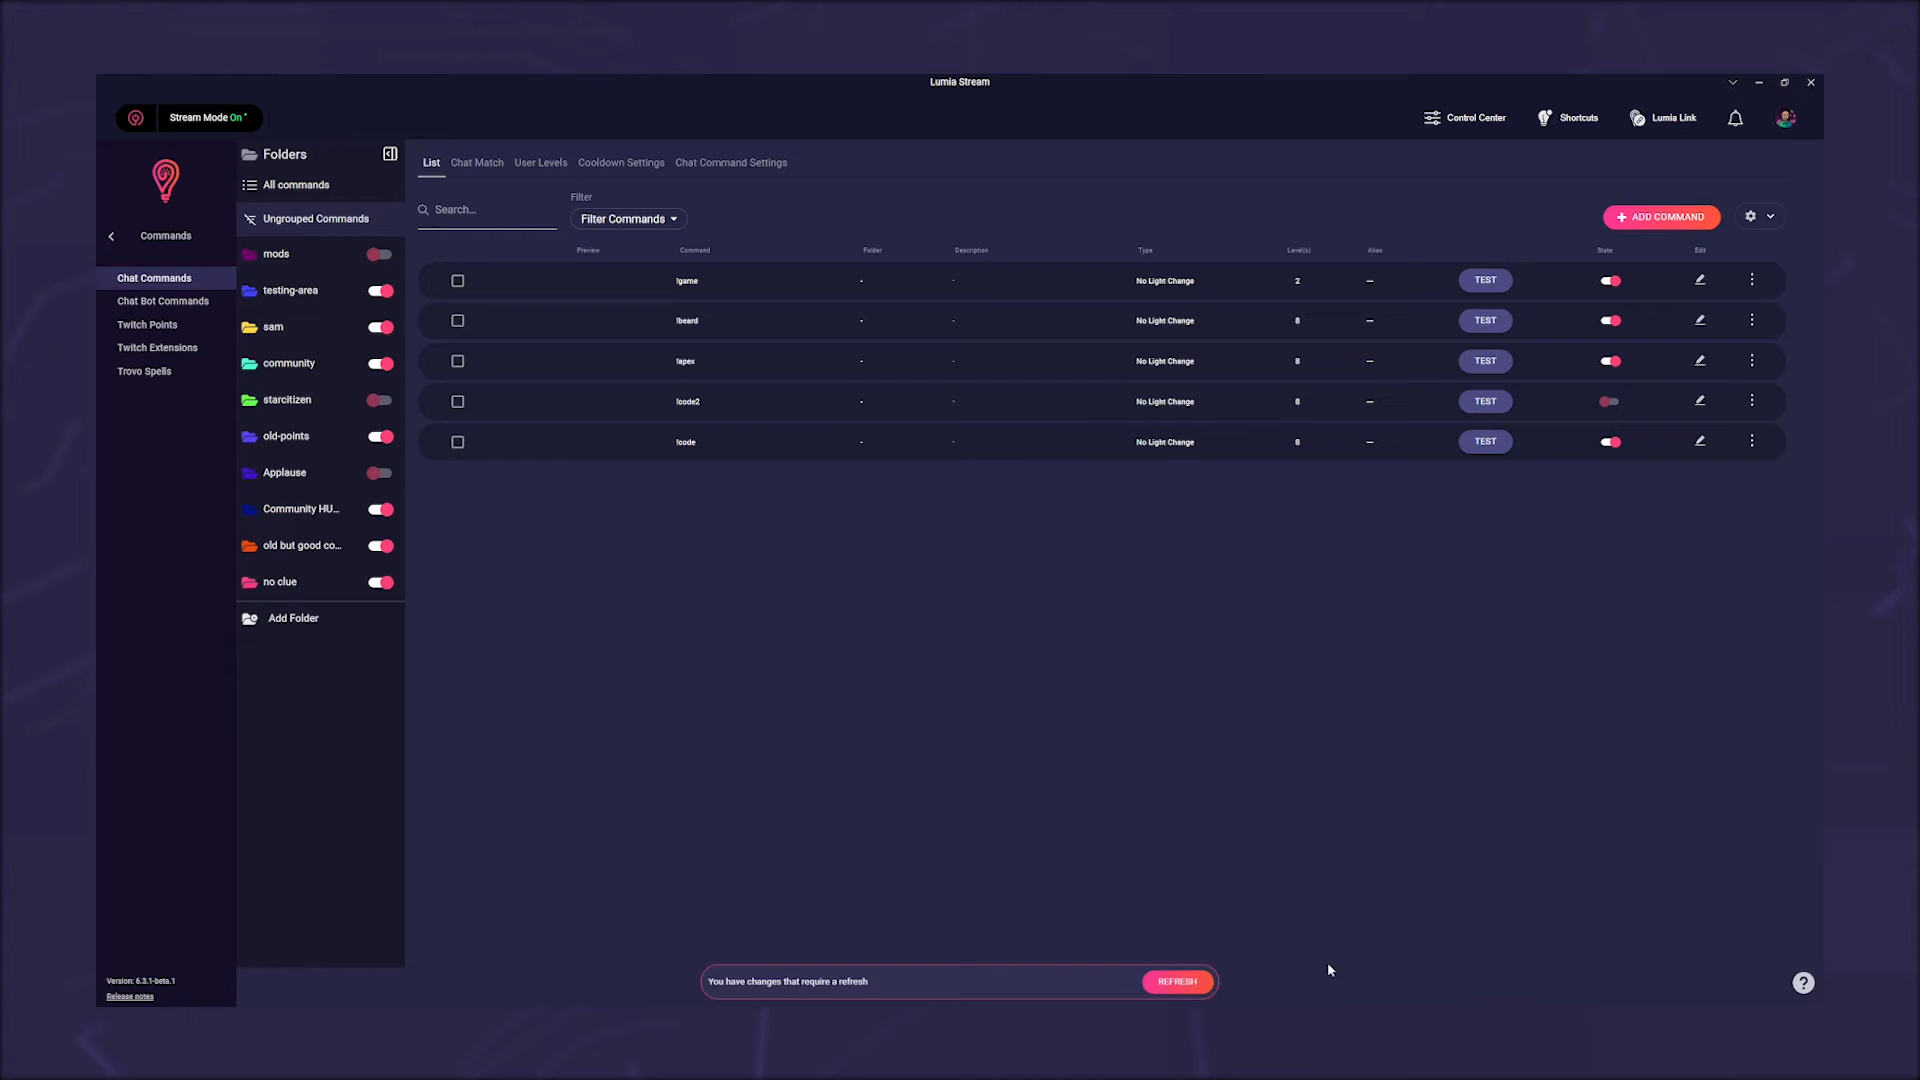 Lumia Stream
Stream Mode On
Control Center
Shortcuts
Lumia Link
Commands
Chat Commands
Chat Bot Commands
Twitch Points
Twitch Extensions
Trovo Spells
Version: 6.3.1-beta.1
Release notes
Folders
All commands
Ungrouped Commands
mods
testing-area
sam
community
starcitizen
old-points
Applause
Community HU...
old but good co...
no clue
Add Folder
List Chat Match User Levels Cooldown Settings Chat Command Settings
Search...
Filter
Filter Commands
+ ADD COMMAND
Preview Command Folder Description Type Level(s) Alias State Edit
!game - - No Light Change 2 — TEST
!beard - - No Light Change 8 — TEST
!apex - - No Light Change 8 — TEST
!code2 - - No Light Change 8 — TEST
!code - - No Light Change 8 — TEST
You have changes that require a refresh
REFRESH
?